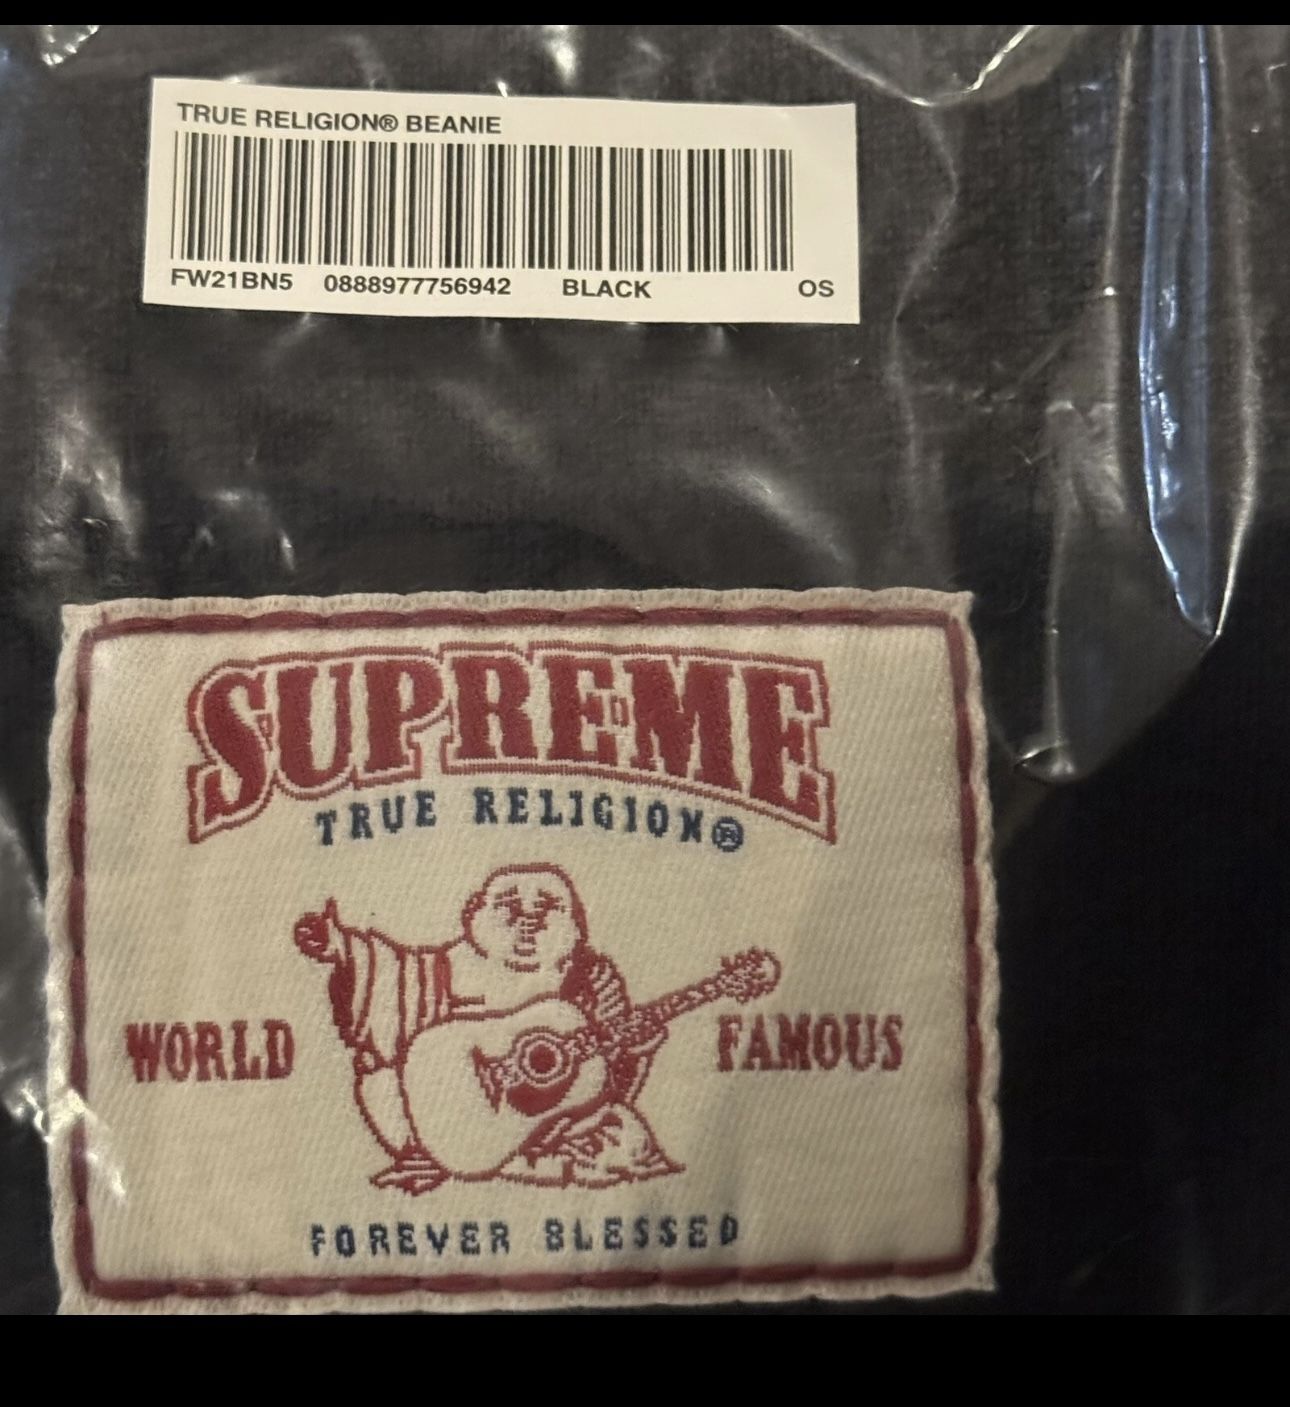 TRUE RELIGION® BEANIE
FW21BN5 0888977756942 BLACK OS
SUPREME
TRUE RELIGION®
WORLD FAMOUS
FOREVER BLESSED